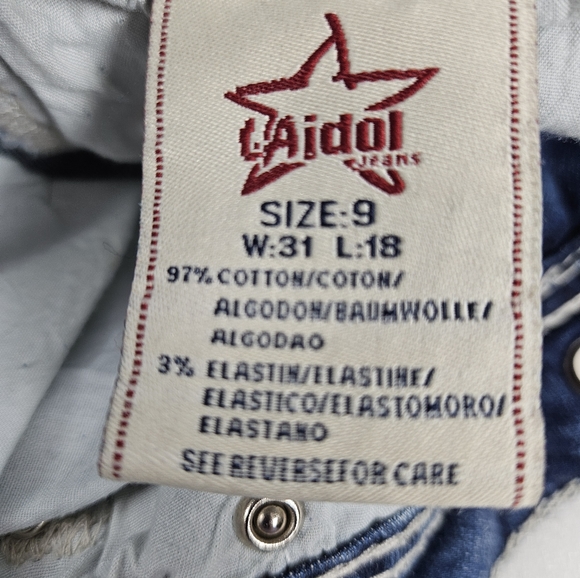 L'Aidol
Jeans
SIZE:9
W:31 L:18
97% COTTON/COTON/
ALGODON/BAUMWOLLE/
ALGODAO
3% ELASTIN/ELASTINE/
ELASTICO/ELASTOMORO/
ELASTANO
SEE REVERSEFOR CARE